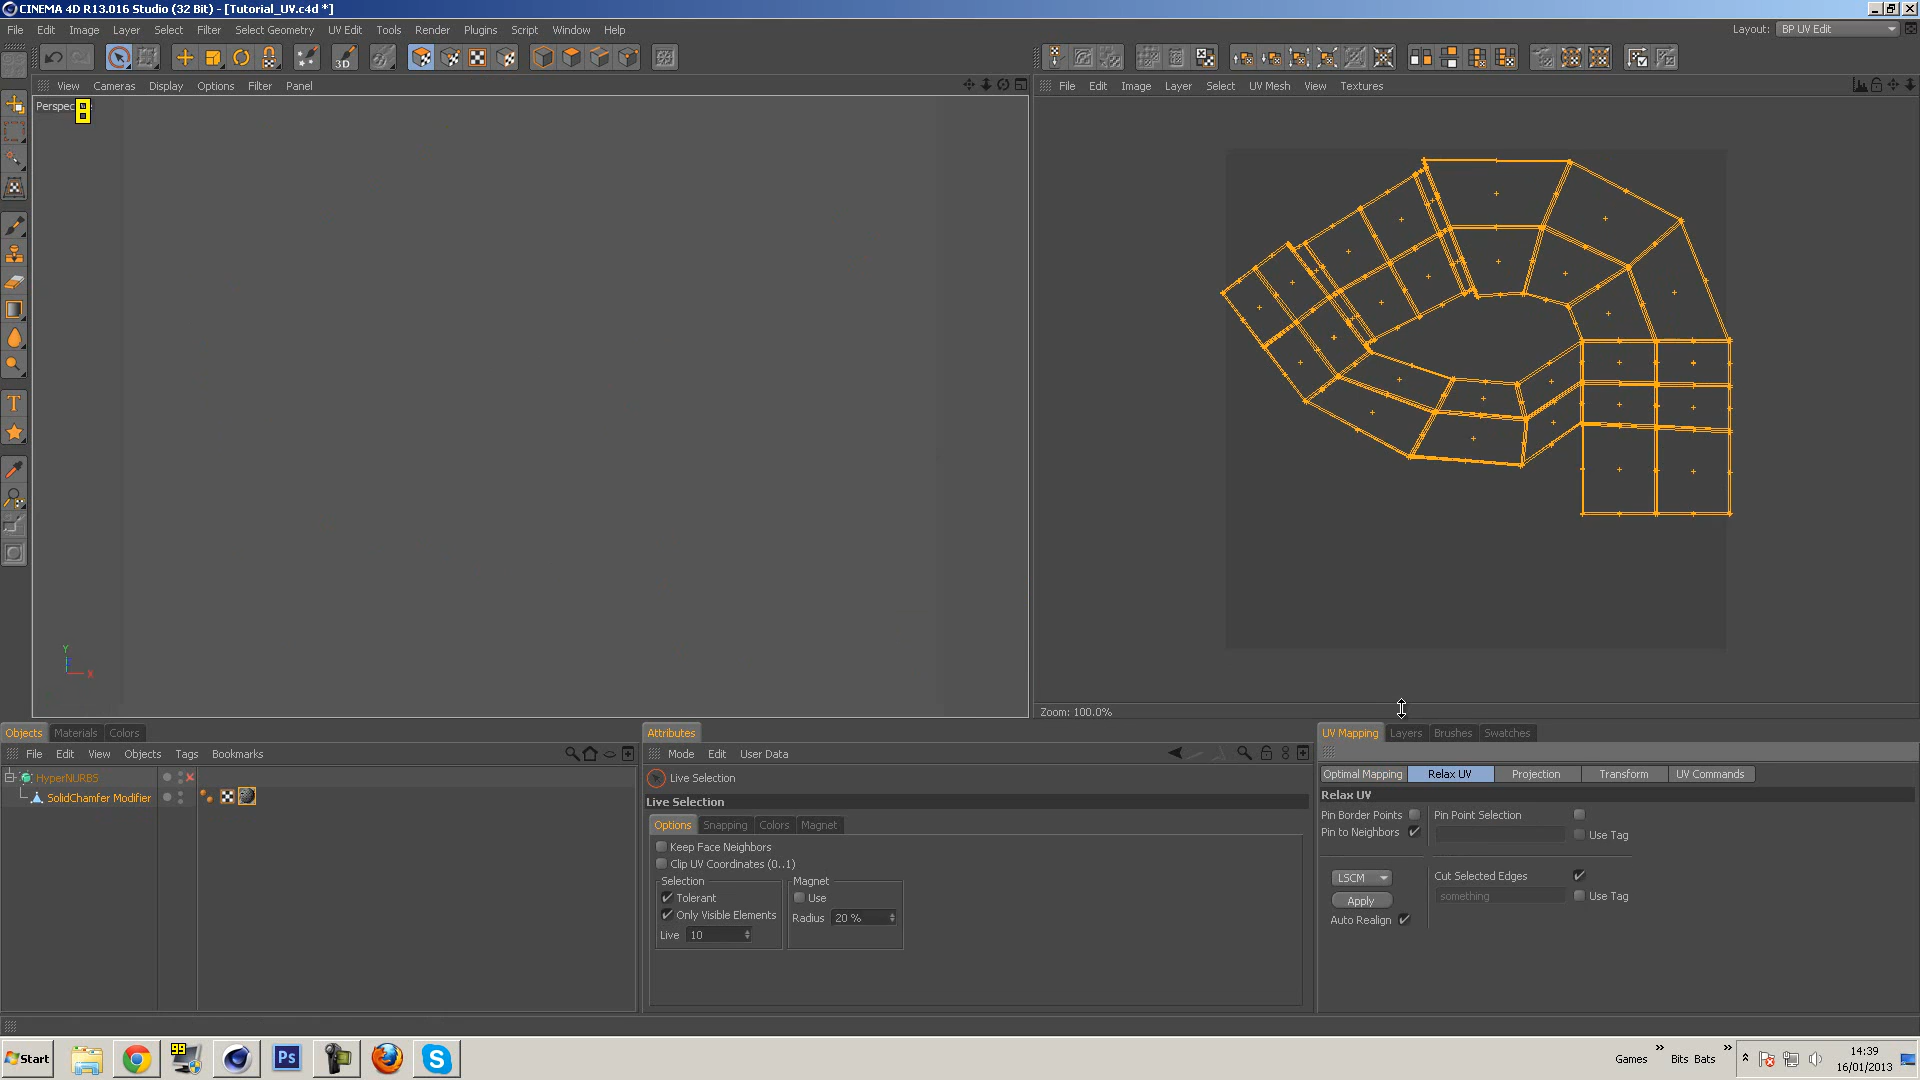 CINEMA 4D R13.016 Studio (32 Bit) - [Tutorial_UV.c4d *]
File Edit Image Layer Select Filter Select Geometry UV Edit Tools Render Plugins Script Window Help
Layout: BP UV Edit
3D
View Cameras Display Options Filter Panel
File Edit Image Layer Select UV Mesh View Textures
Perspec
Y
X
T
Zoom: 100.0%
Objects Materials Colors
File Edit View Objects Tags Bookmarks
HyperNURBS
SolidChamfer Modifier
Attributes
Mode Edit User Data
Live Selection
Live Selection
Options Snapping Colors Magnet
Keep Face Neighbors
Clip UV Coordinates (0..1)
Selection
Tolerant
Only Visible Elements
Live 10
Magnet
Use
Radius 20 %
UV Mapping Layers Brushes Swatches
Optimal Mapping Relax UV Projection Transform UV Commands
Relax UV
Pin Border Points
Pin Point Selection
Pin to Neighbors
Use Tag
LSCM
Cut Selected Edges
Apply
something
Use Tag
Auto Realign
Start
99
Ps
S
Games »
Bits Bats »
14:39
16/01/2013